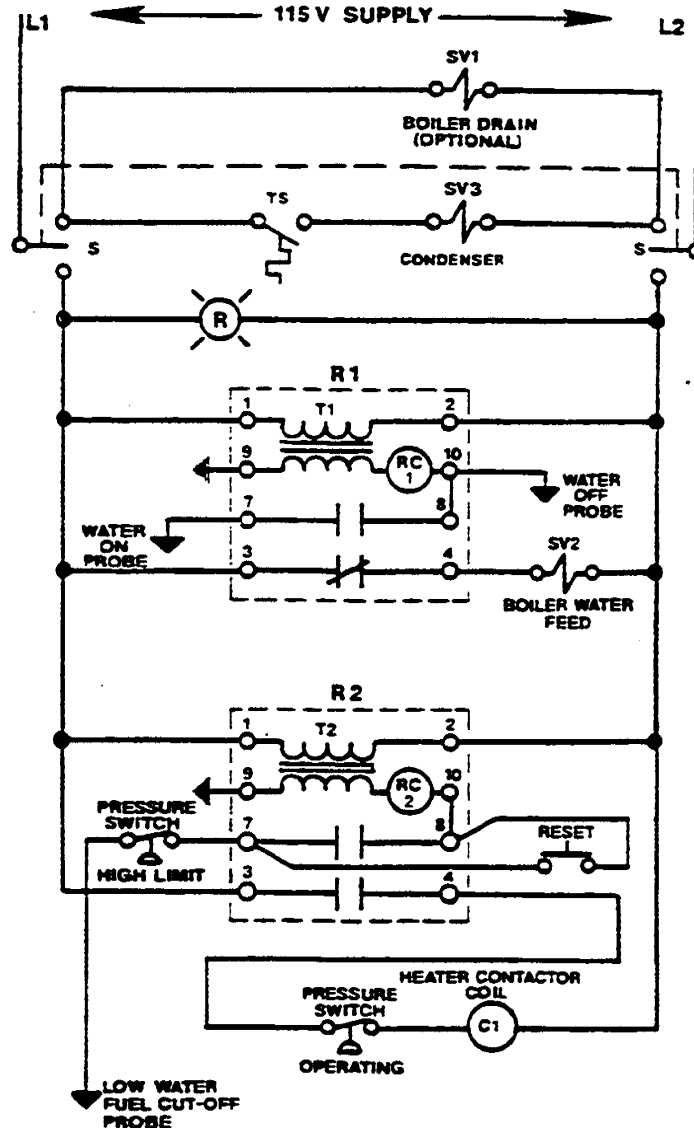 L1
115 V SUPPLY
L2
SV1
BOILER DRAIN
(OPTIONAL)
TS
SV3
S
CONDENSER
S
R
R1
1
T1
2
9
RC
1
10
WATER
OFF
PROBE
7
8
WATER
ON
PROBE
3
4
SV2
BOILER WATER
FEED
R2
1
T2
2
9
RC
2
10
PRESSURE
SWITCH
7
8
RESET
HIGH LIMIT
3
4
HEATER CONTACTOR
COIL
PRESSURE
SWITCH
C1
OPERATING
LOW WATER
FUEL CUT-OFF
PROBE